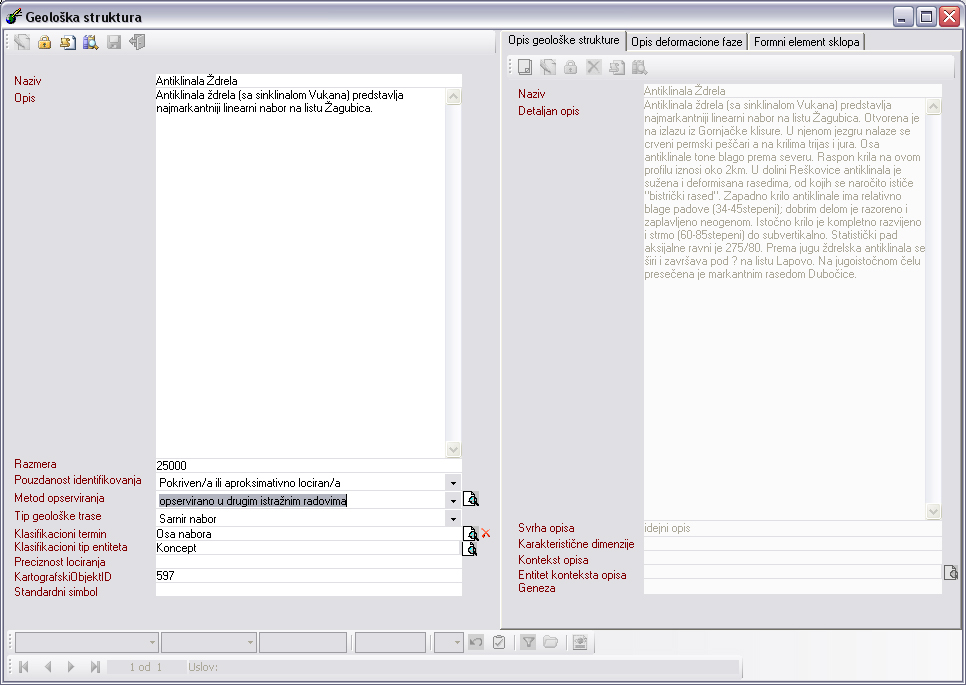 Geološka struktura
Naziv
Antiklinala Ždrela
Opis
Antiklinala ždrela (sa sinklinalom Vukana) predstavlja
najmarkantniji linearni nabor na listu Žagubica.
Razmera
25000
Pouzdanost identifikovanja
Pokriven/a ili aproksimativno lociran/a
Metod opserviranja
opservirano u drugim istražnim radovima
Tip geološke trase
Sarnir nabor
Klasifikacioni termin
Osa nabora
Klasifikacioni tip entiteta
Koncept
Preciznost lociranja
KartografskiObjektID
597
Standardni simbol
Opis geološke strukture
Opis deformacione faze
Formni element sklopa
Naziv
Antiklinala Ždrela
Detaljan opis
Antiklinala ždrela (sa sinklinalom Vukana) predstavlja
najmarkantniji linearni nabor na listu Žagubica. Otvorena je
na izlazu iz Gornjačke klisure. U njenom jezgru nalaze se
crveni permski peščari a na krilima trijas i jura. Osa
antiklinale tone blago prema severu. Raspon krila na ovom
profilu iznosi oko 2km. U dolini Reškovice antiklinala je
sužena i deformisana rasedima, od kojih se naročito ističe
"bistrički rased". Zapadno krilo antiklinale ima relativno
blage padove (34-45stepeni); dobrim delom je razoreno i
zaplavljeno neogenom. Istočno krilo je kompletno razvijeno
i strmo (60-85stepeni) do subvertikalno. Statistički pad
aksijalne ravni je 275/80. Prema jugu ždrelska antiklinala se
širi i završava pod ? na listu Lapovo. Na jugoistočnom čelu
presečena je markantnim rasedom Dubočice.
Svrha opisa
idejni opis
Karakteristične dimenzije
Kontekst opisa
Entitet konteksta opisa
Geneza
1 od 1
Uslov: